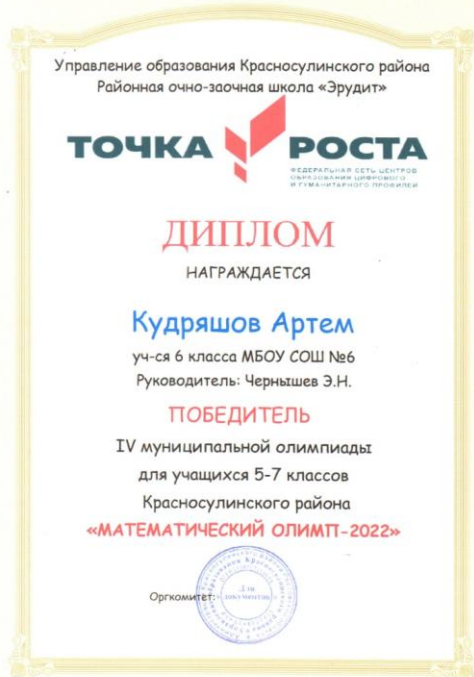 Управление образования Красносулинского района
Районная очно-заочная школа «Эрудит»
ТОЧКА РОСТА
ФЕДЕРАЛЬНАЯ СЕТЬ ЦЕНТРОВ
ОБРАЗОВАНИЯ ЦИФРОВОГО
И ГУМАНИТАРНОГО ПРОФИЛЕЙ
ДИПЛОМ
НАГРАЖДАЕТСЯ
Кудряшов Артем
уч-ся 6 класса МБОУ СОШ №6
Руководитель: Чернышев Э.Н.
ПОБЕДИТЕЛЬ
IV муниципальной олимпиады
для учащихся 5-7 классов
Красносулинского района
«МАТЕМАТИЧЕСКИЙ ОЛИМП-2022»
Оргкомитет: